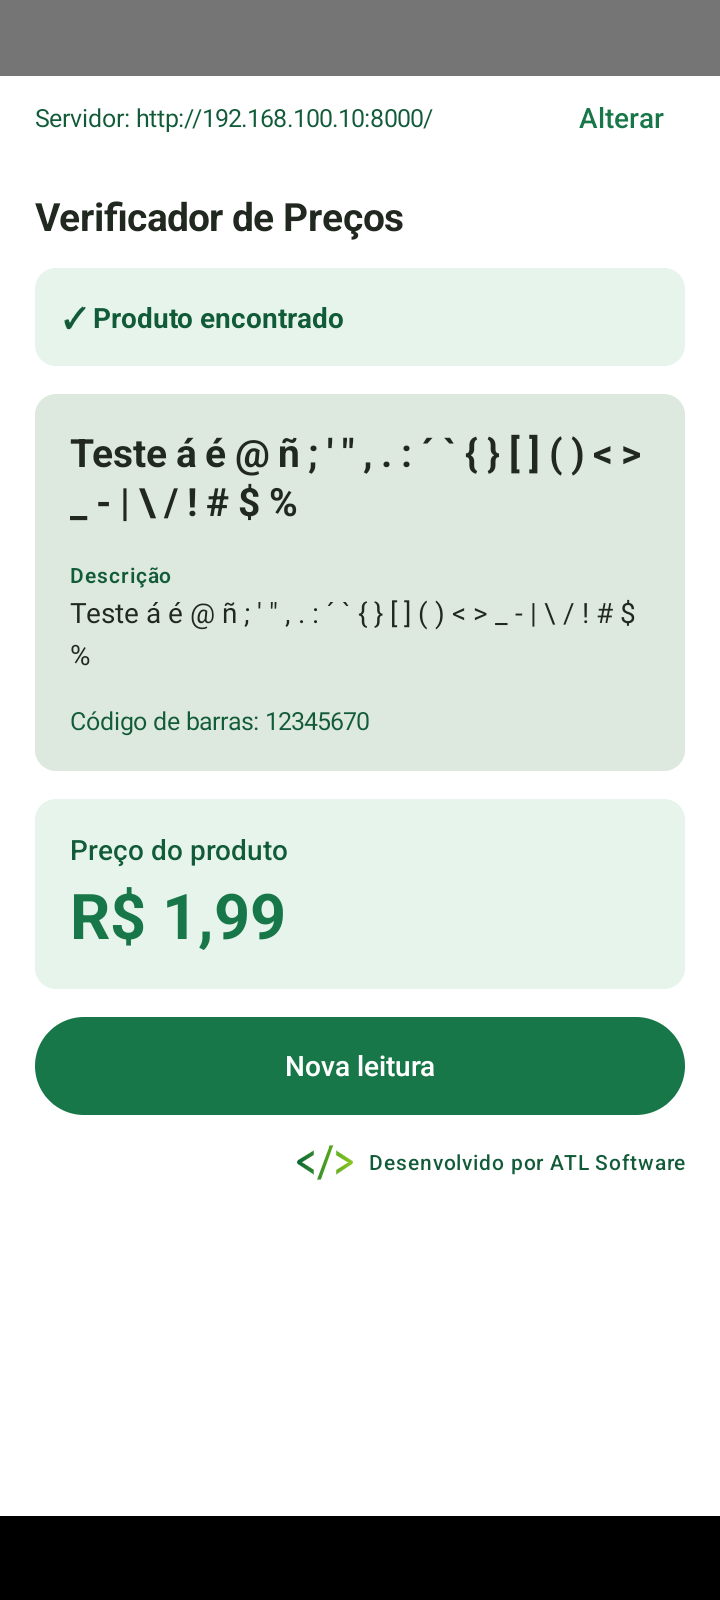 Servidor: http://192.168.100.10:8000/
Alterar
Verificador de Preços
✓ Produto encontrado
Teste á é @ ñ ; ' " , . : ´ ` { } [ ] ( ) < >
_ - | \ / ! # $ %
Descrição
Teste á é @ ñ ; ' " , . : ´ ` { } [ ] ( ) < > _ - | \ / ! # $
%
Código de barras: 12345670
Preço do produto
R$ 1,99
Nova leitura
</> Desenvolvido por ATL Software